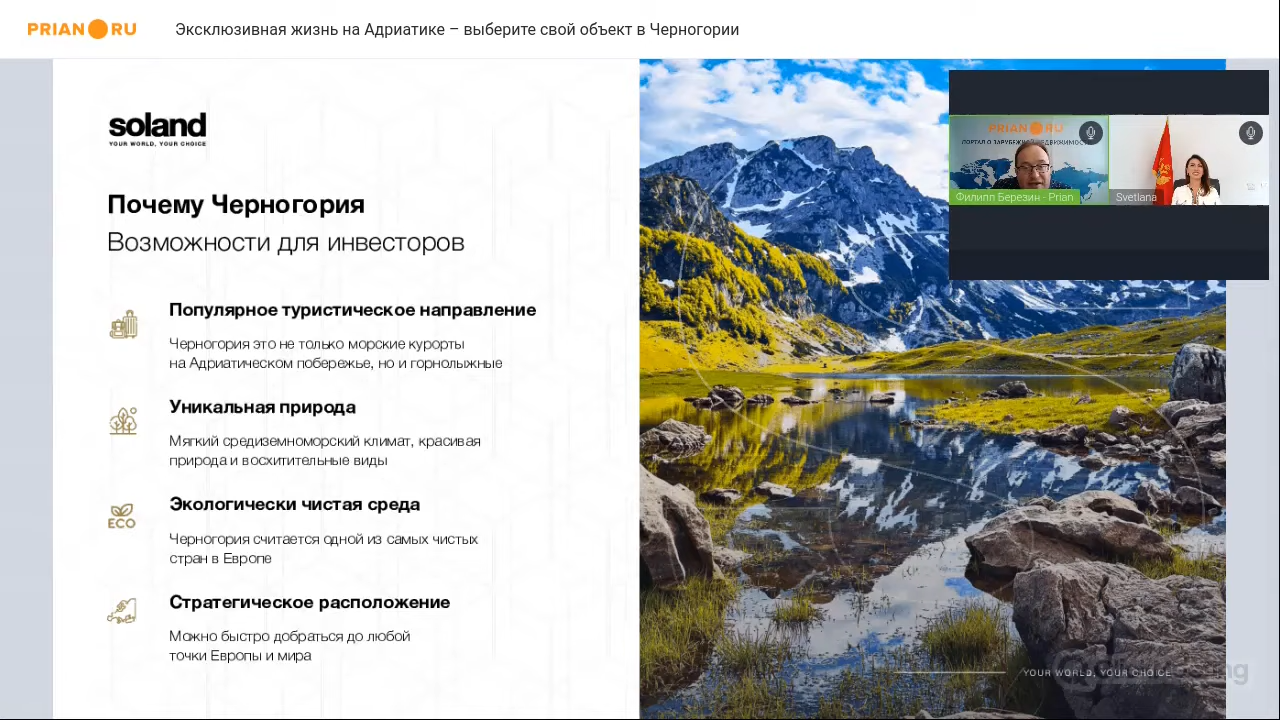 PRIAN RU
Эксклюзивная жизнь на Адриатике – выберите свой объект в Черногории
soland
YOUR WORLD, YOUR CHOICE
Почему Черногория
Возможности для инвесторов
Популярное туристическое направление
Черногория это не только морские курорты
на Адриатическом побережье, но и горнолыжные
Уникальная природа
Мягкий средиземноморский климат, красивая
природа и восхитительные виды
ECO
Экологически чистая среда
Черногория считается одной из самых чистых
стран в Европе
Стратегическое расположение
Можно быстро добраться до любой
точки Европы и мира
PRIAN RU
ПОРТАЛ О ЗАРУБЕЖНОЙ НЕДВИЖИМОСТИ
Филипп Березин - Prian
Svetlana
YOUR WORLD, YOUR CHOICE